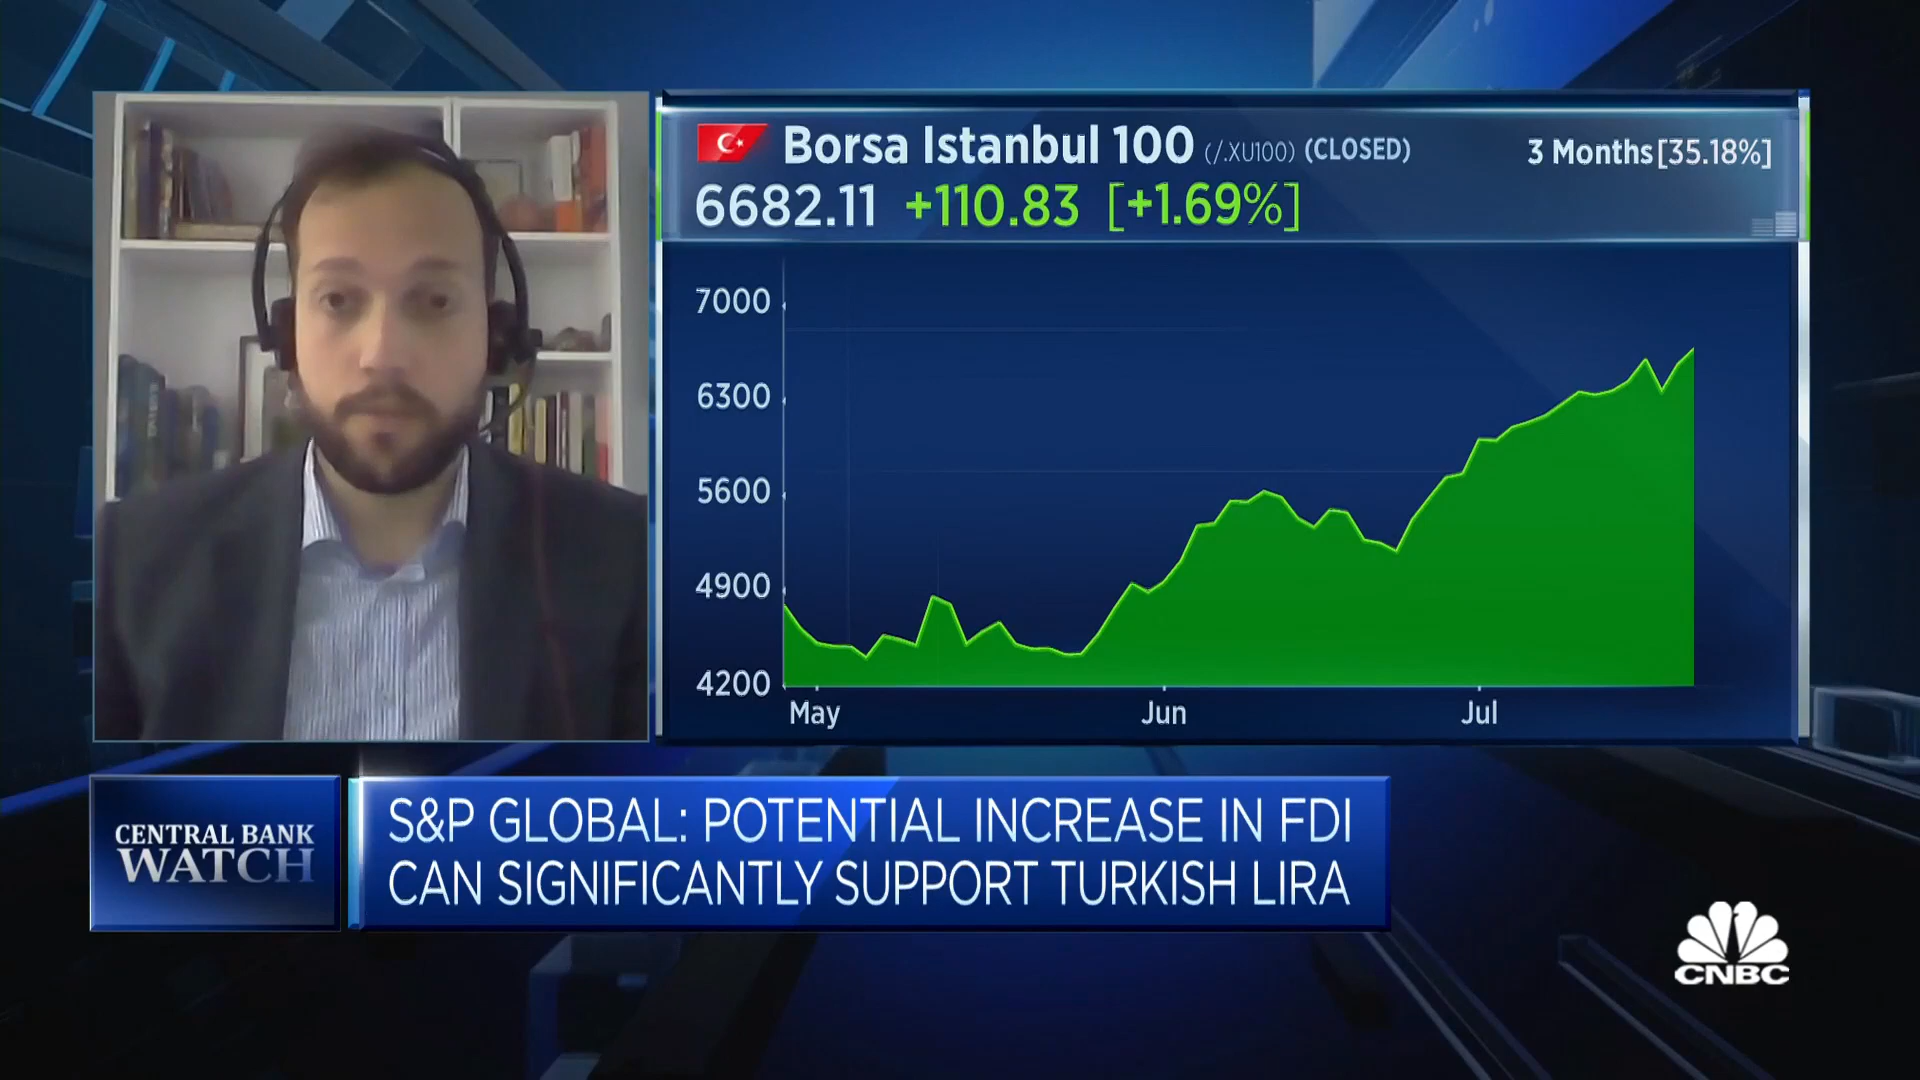 Borsa Istanbul 100 (/.XU100) (CLOSED)
3 Months [35.18%]
6682.11 +110.83 [+1.69%]
7000
6300
5600
4900
4200
May Jun Jul
CENTRAL BANK
WATCH
S&P GLOBAL: POTENTIAL INCREASE IN FDI
CAN SIGNIFICANTLY SUPPORT TURKISH LIRA
CNBC